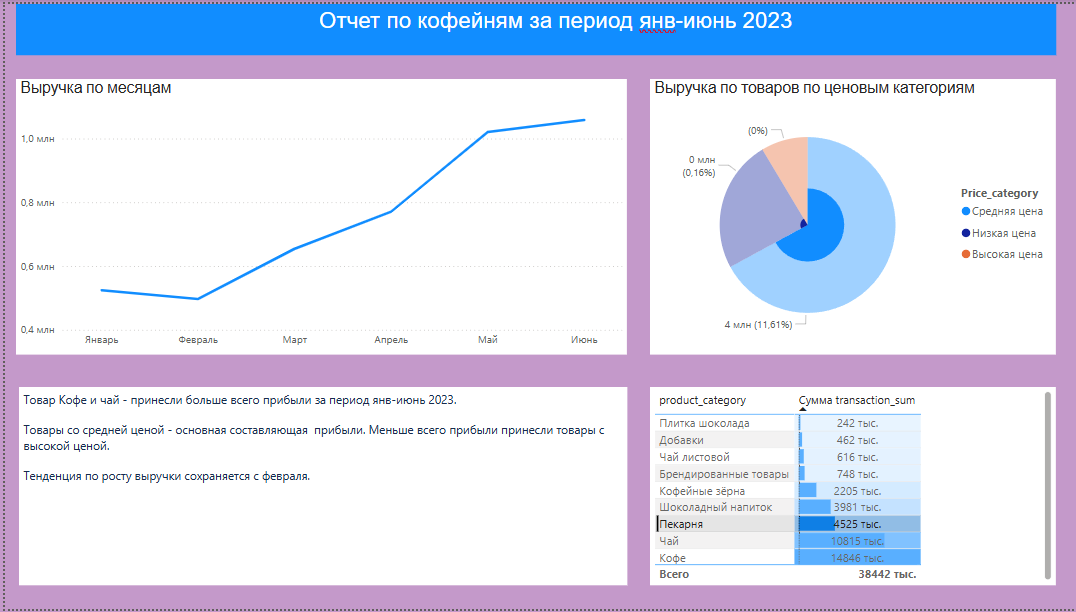 Отчет по кофейням за период янв-июнь 2023
Выручка по месяцам
1,0 млн
0,8 млн
0,6 млн
0,4 млн
Январь Февраль Март Апрель Май Июнь
Выручка по товаров по ценовым категориям
(0%)
0 млн
(0,16%)
4 млн (11,61%)
Price_category
Средняя цена
Низкая цена
Высокая цена
Товар Кофе и чай - принесли больше всего прибыли за период янв-июнь 2023.
Товары со средней ценой - основная составляющая прибыли. Меньше всего прибыли принесли товары с
высокой ценой.
Тенденция по росту выручки сохраняется с февраля.
product_category Сумма transaction_sum
Плитка шоколада 242 тыс.
Добавки 462 тыс.
Чай листовой 616 тыс.
Брендированные товары 748 тыс.
Кофейные зёрна 2205 тыс.
Шоколадный напиток 3981 тыс.
Пекарня 4525 тыс.
Чай 10815 тыс.
Кофе 14846 тыс.
Всего 38442 тыс.